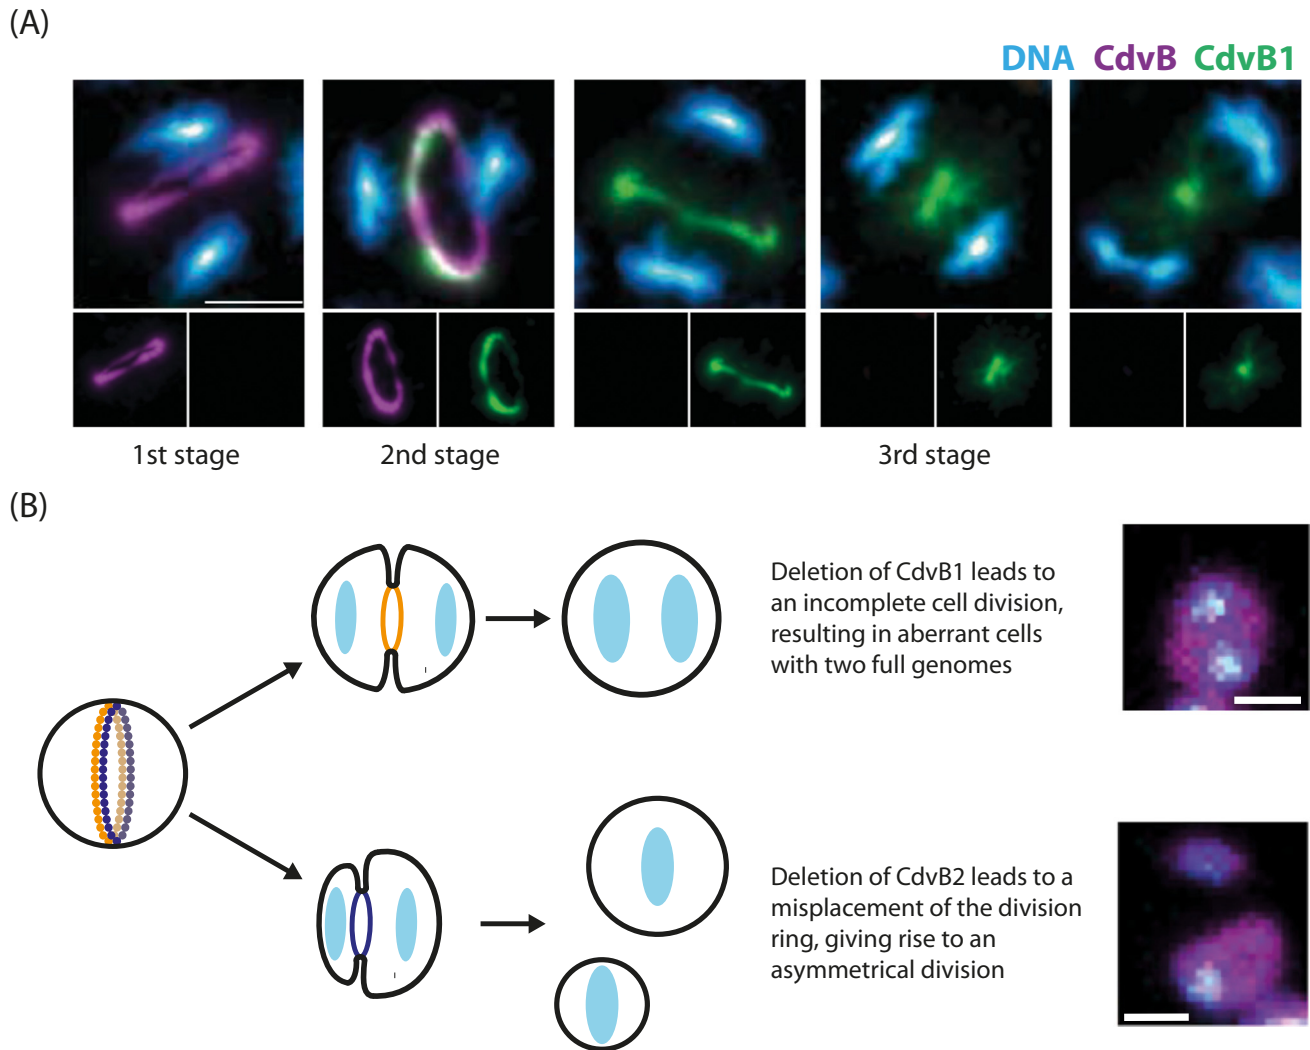 (A)
DNA CdvB CdvB1
1st stage
2nd stage
3rd stage
(B)
Deletion of CdvB1 leads to
an incomplete cell division,
resulting in aberrant cells
with two full genomes
Deletion of CdvB2 leads to a
misplacement of the division
ring, giving rise to an
asymmetrical division